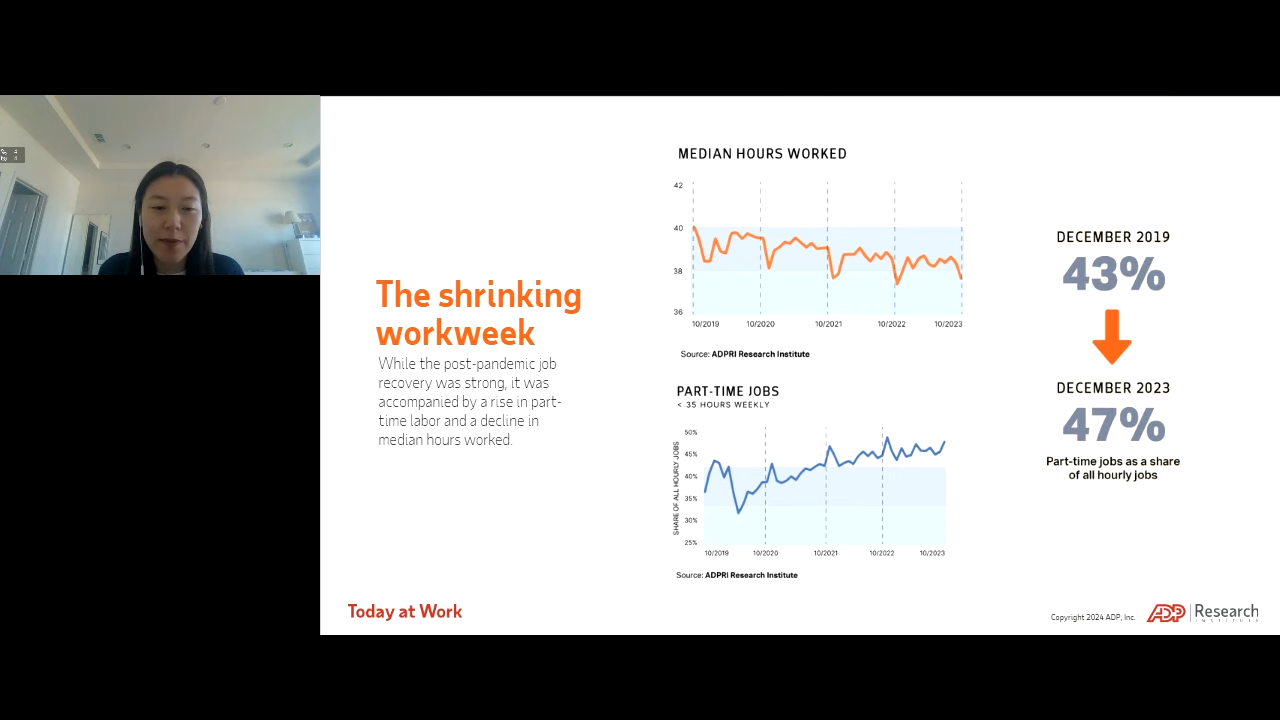 The shrinking
workweek
While the post-pandemic job
recovery was strong, it was
accompanied by a rise in part-
time labor and a decline in
median hours worked.
MEDIAN HOURS WORKED
42
40
38
36
10/2019 10/2020 10/2021 10/2022 10/2023
Source: ADPRI Research Institute
PART-TIME JOBS
< 35 HOURS WEEKLY
SHARE OF ALL HOURLY JOBS
50%
45%
40%
35%
30%
25%
10/2019 10/2020 10/2021 10/2022 10/2023
Source: ADPRI Research Institute
DECEMBER 2019
43%
DECEMBER 2023
47%
Part-time jobs as a share
of all hourly jobs
Today at Work
Copyright 2024 ADP, Inc.
ADP Research
INSTITUTE